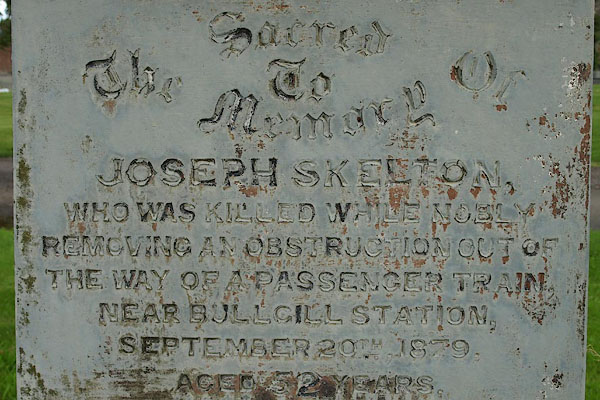 Sacred
The To Of
Memory
JOSEPH SKELTON,
WHO WAS KILLED WHILE NOBLY
REMOVING AN OBSTRUCTION OUT OF
THE WAY OF A PASSENGER TRAIN,
NEAR BULLGILL STATION,
SEPTEMBER 20TH 1879.
AGED 52 YEARS.